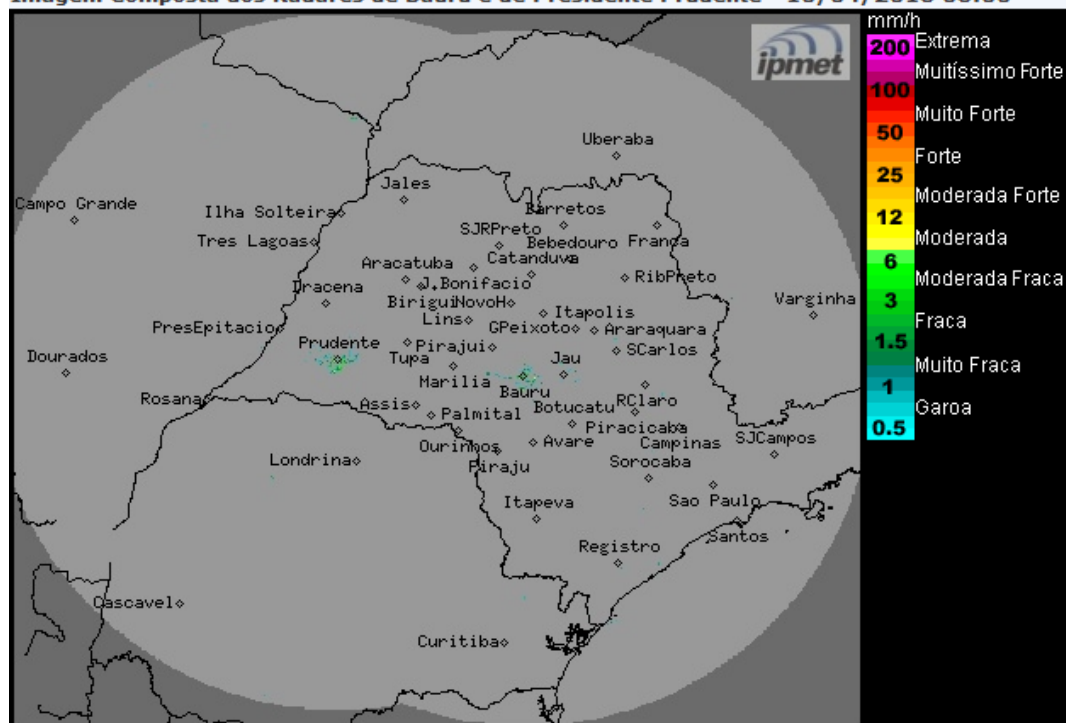 mm/h
ipmet
200 Extrema
Muitíssimo Forte
100
Muito Forte
50
Forte
25
Moderada Forte
12
Moderada
6
Moderada Fraca
3
Fraca
1.5
Muito Fraca
1
Garoa
0.5
Uberaba
Jales
Campo Grande
Ilha Solteira
Barretos
SJRPreto
Tres Lagoas
Bebedouro
Franca
Catanduva
Aracatuba
J.Bonifacio
RibPreto
Dracena
Birigui
NovoH
Itapolis
Varginha
Lins
GPeixoto
Araraquara
PresEpitacio
Prudente
Pirajui
SCarlos
Dourados
Tupa
Jau
Marilia
Bauru
Rosana
Assis
Botucatu
RClaro
Palmital
Piracicaba
Ourinhos
Avare
Campinas
SJCampos
Londrina
Piraju
Sorocaba
Itapeva
Sao Paulo
Santos
Registro
Cascavel
Curitiba